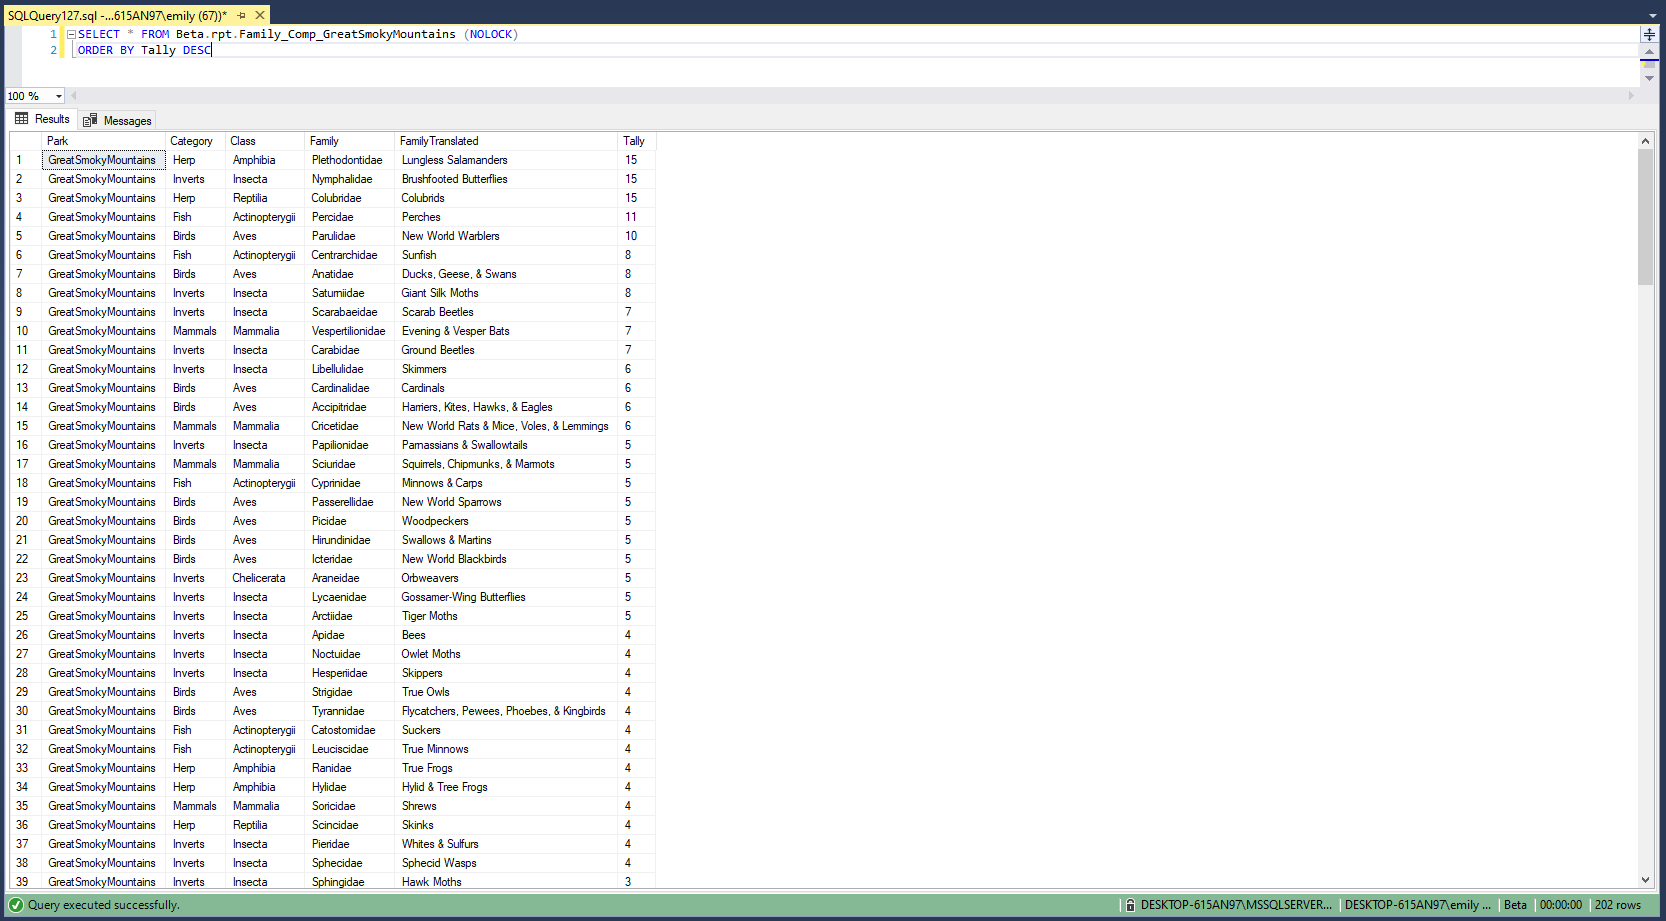 SQLQuery127.sql -...615AN97\emily (67))*
1 SELECT * FROM Beta.rpt.Family_Comp_GreatSmokyMountains (NOLOCK)
2 ORDER BY Tally DESC
100 %
Results Messages
Park Category Class Family FamilyTranslated Tally
1 GreatSmokyMountains Herp Amphibia Plethodontidae Lungless Salamanders 15
2 GreatSmokyMountains Inverts Insecta Nymphalidae Brushfooted Butterflies 15
3 GreatSmokyMountains Herp Reptilia Colubridae Colubrids 15
4 GreatSmokyMountains Fish Actinopterygii Percidae Perches 11
5 GreatSmokyMountains Birds Aves Parulidae New World Warblers 10
6 GreatSmokyMountains Fish Actinopterygii Centrarchidae Sunfish 8
7 GreatSmokyMountains Birds Aves Anatidae Ducks, Geese, & Swans 8
8 GreatSmokyMountains Inverts Insecta Saturniidae Giant Silk Moths 8
9 GreatSmokyMountains Inverts Insecta Scarabaeidae Scarab Beetles 7
10 GreatSmokyMountains Mammals Mammalia Vespertilionidae Evening & Vesper Bats 7
11 GreatSmokyMountains Inverts Insecta Carabidae Ground Beetles 7
12 GreatSmokyMountains Inverts Insecta Libellulidae Skimmers 6
13 GreatSmokyMountains Birds Aves Cardinalidae Cardinals 6
14 GreatSmokyMountains Birds Aves Accipitridae Harriers, Kites, Hawks, & Eagles 6
15 GreatSmokyMountains Mammals Mammalia Cricetidae New World Rats & Mice, Voles, & Lemmings 6
16 GreatSmokyMountains Inverts Insecta Papilionidae Parnassians & Swallowtails 5
17 GreatSmokyMountains Mammals Mammalia Sciuridae Squirrels, Chipmunks, & Marmots 5
18 GreatSmokyMountains Fish Actinopterygii Cyprinidae Minnows & Carps 5
19 GreatSmokyMountains Birds Aves Passerellidae New World Sparrows 5
20 GreatSmokyMountains Birds Aves Picidae Woodpeckers 5
21 GreatSmokyMountains Birds Aves Hirundinidae Swallows & Martins 5
22 GreatSmokyMountains Birds Aves Icteridae New World Blackbirds 5
23 GreatSmokyMountains Inverts Chelicerata Araneidae Orbweavers 5
24 GreatSmokyMountains Inverts Insecta Lycaenidae Gossamer-Wing Butterflies 5
25 GreatSmokyMountains Inverts Insecta Arctiidae Tiger Moths 5
26 GreatSmokyMountains Inverts Insecta Apidae Bees 4
27 GreatSmokyMountains Inverts Insecta Noctuidae Owlet Moths 4
28 GreatSmokyMountains Inverts Insecta Hesperiidae Skippers 4
29 GreatSmokyMountains Birds Aves Strigidae True Owls 4
30 GreatSmokyMountains Birds Aves Tyrannidae Flycatchers, Pewees, Phoebes, & Kingbirds 4
31 GreatSmokyMountains Fish Actinopterygii Catostomidae Suckers 4
32 GreatSmokyMountains Fish Actinopterygii Leuciscidae True Minnows 4
33 GreatSmokyMountains Herp Amphibia Ranidae True Frogs 4
34 GreatSmokyMountains Herp Amphibia Hylidae Hylid & Tree Frogs 4
35 GreatSmokyMountains Mammals Mammalia Soricidae Shrews 4
36 GreatSmokyMountains Herp Reptilia Scincidae Skinks 4
37 GreatSmokyMountains Inverts Insecta Pieridae Whites & Sulfurs 4
38 GreatSmokyMountains Inverts Insecta Sphecidae Sphecid Wasps 4
39 GreatSmokyMountains Inverts Insecta Sphingidae Hawk Moths 3
Query executed successfully. DESKTOP-615AN97\MSSQLSERVER... DESKTOP-615AN97\emily ... Beta 00:00:00 202 rows